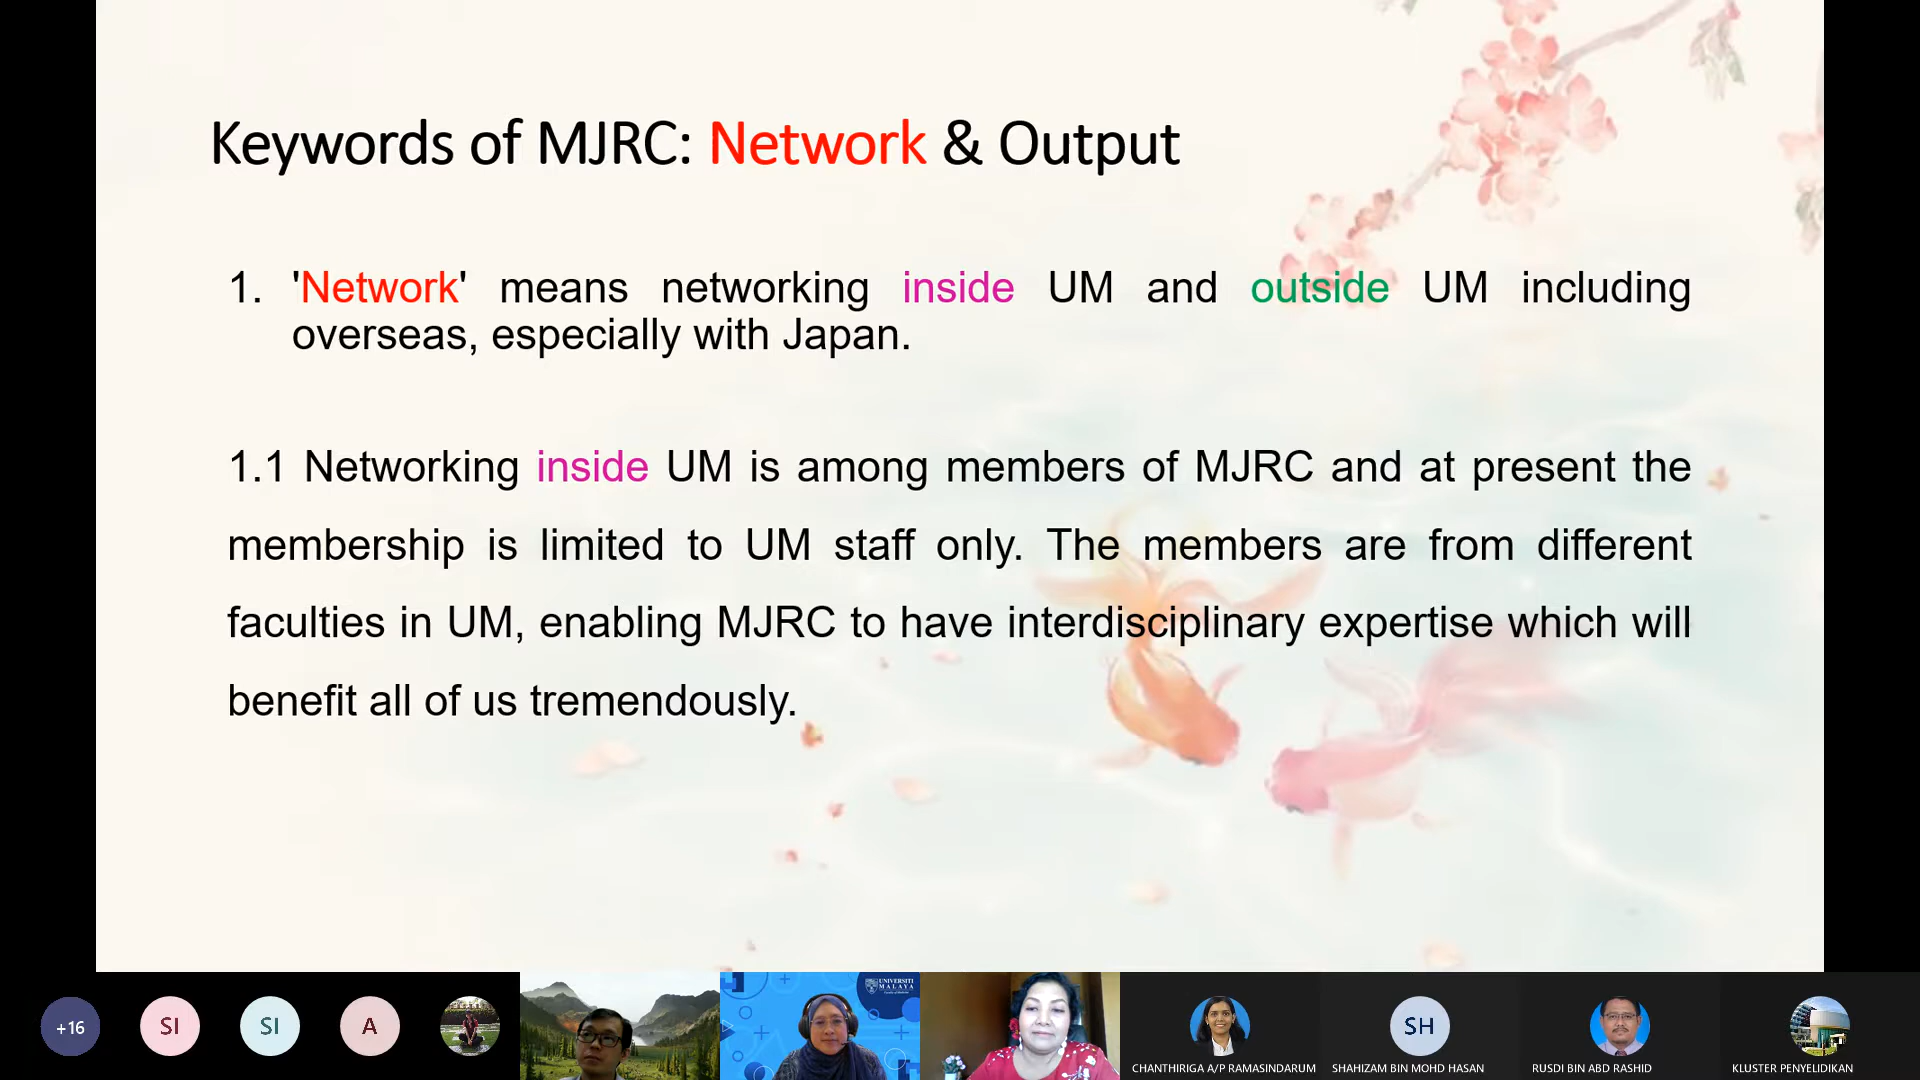 Keywords of MJRC: Network & Output
1. 'Network' means networking inside UM and outside UM including
overseas, especially with Japan.
1.1 Networking inside UM is among members of MJRC and at present the
membership is limited to UM staff only. The members are from different
faculties in UM, enabling MJRC to have interdisciplinary expertise which will
benefit all of us tremendously.
+16
SI
SI
A
UNIVERSITI
MALAYA
SH
CHANTHIRIGA A/P RAMASINDARUM
SHAHIZAM BIN MOHD HASAN
RUSDI BIN ABD RASHID
KLUSTER PENYELIDIKAN